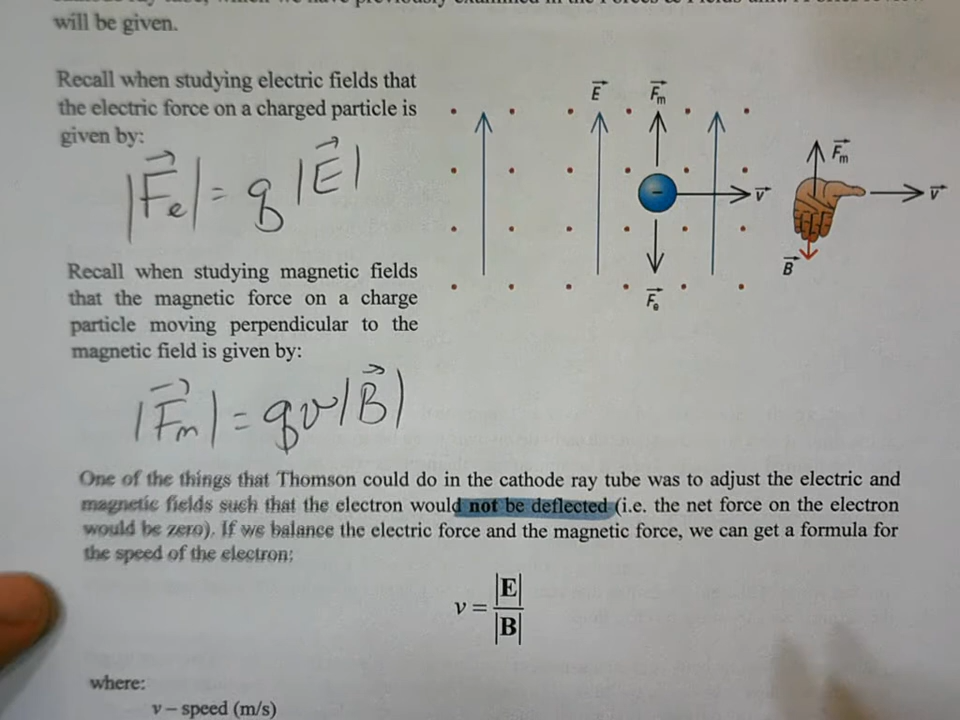 will be given.
Recall when studying electric fields that
the electric force on a charged particle is
given by:
|F⃗e| = q |E⃗|
E⃗
F⃗m
v⃗
F⃗e
F⃗m
v⃗
B⃗
Recall when studying magnetic fields
that the magnetic force on a charge
particle moving perpendicular to the
magnetic field is given by:
|F⃗m| = qv|B⃗|
One of the things that Thomson could do in the cathode ray tube was to adjust the electric and
magnetic fields such that the electron would not be deflected (i.e. the net force on the electron
would be zero). If we balance the electric force and the magnetic force, we can get a formula for
the speed of the electron:
v = |E| / |B|
where:
v – speed (m/s)